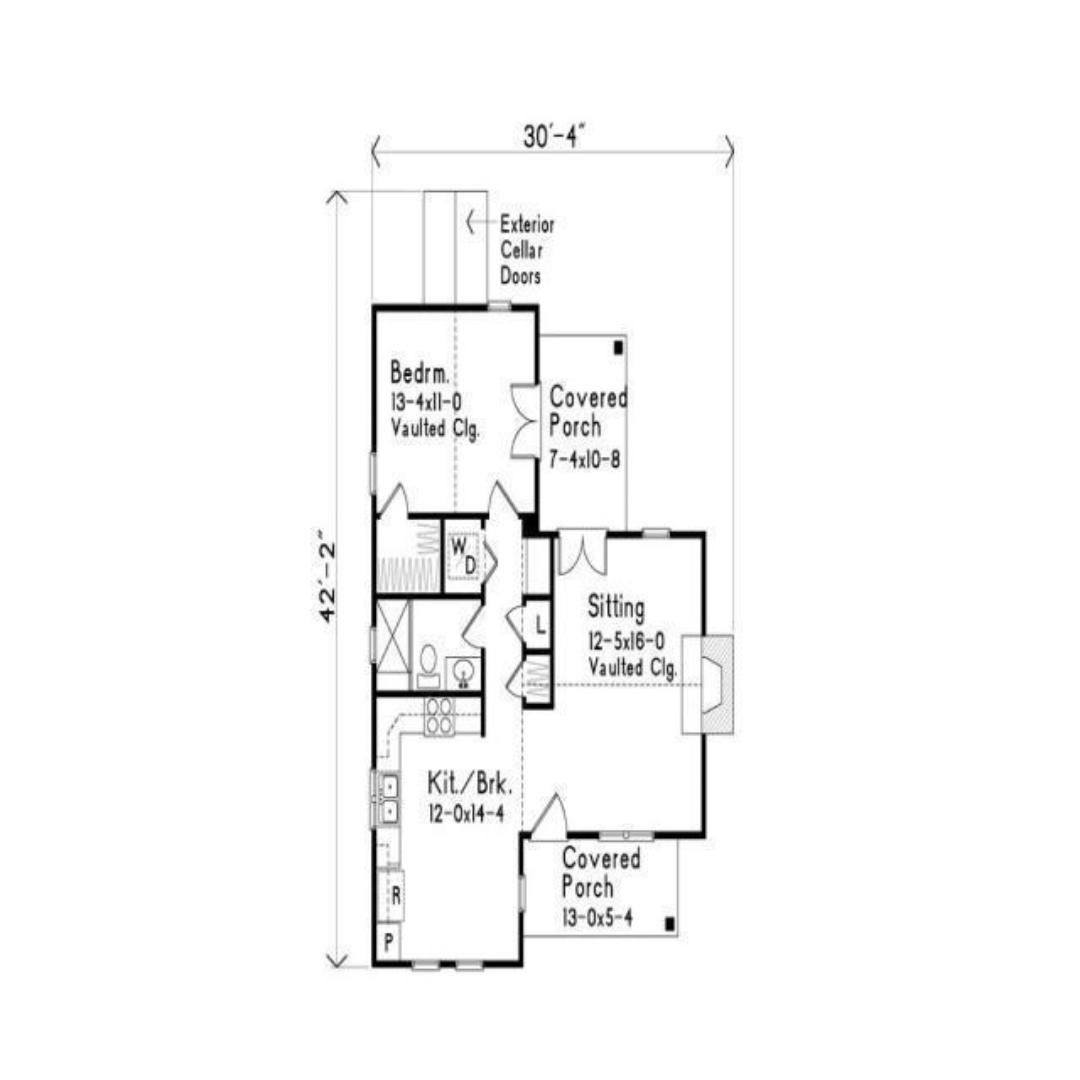 30'-4"
Exterior
Cellar
Doors
Bedrm.
13-4x11-0
Vaulted Clg.
Covered
Porch
7-4x10-8
42'-2"
W
D
Sitting
12-5x16-0
Vaulted Clg.
L
Kit./Brk.
12-0x14-4
Covered
Porch
13-0x5-4
R
P